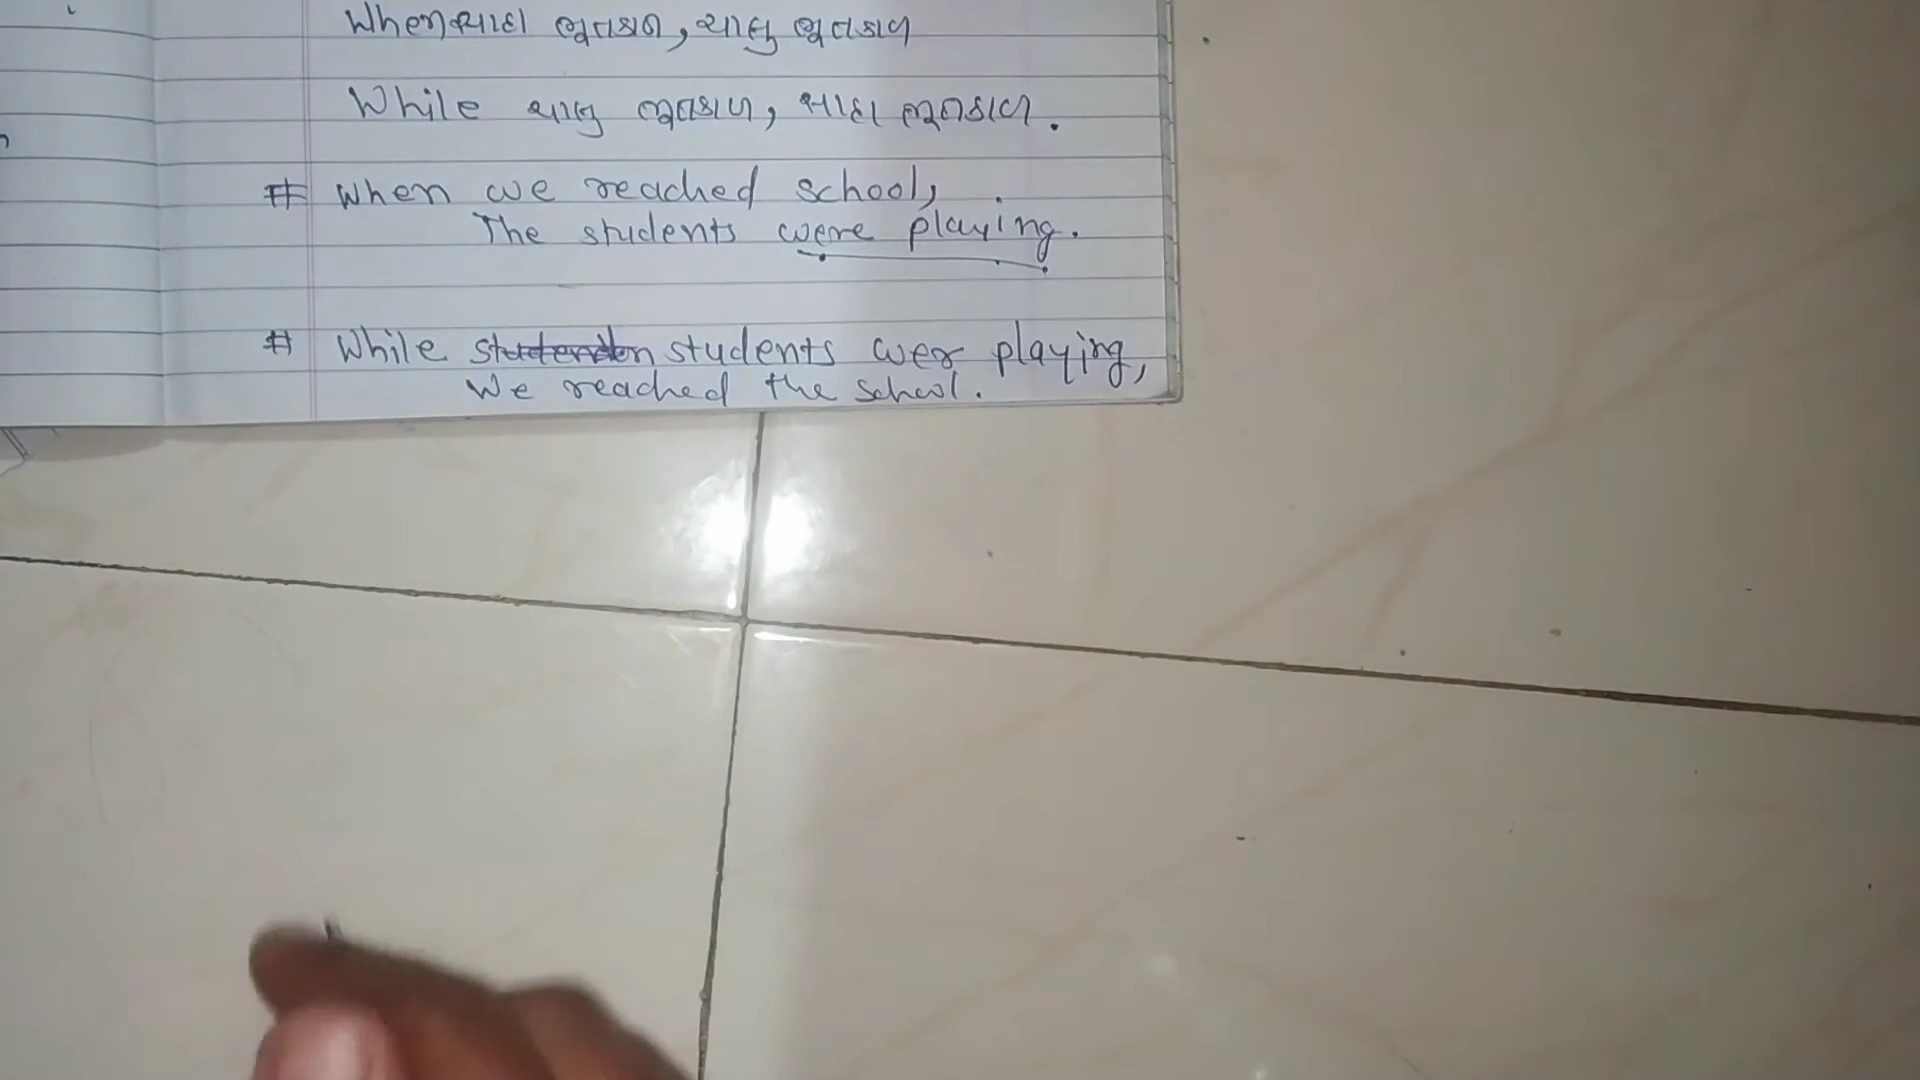 When સાદા ભૂતકાળ, ચાલુ ભૂતકાળ
While ચાલુ ભૂતકાળ, સાદા ભૂતકાળ.
# When we reached school,
The students were playing.
# While students wer playing,
We reached the school.